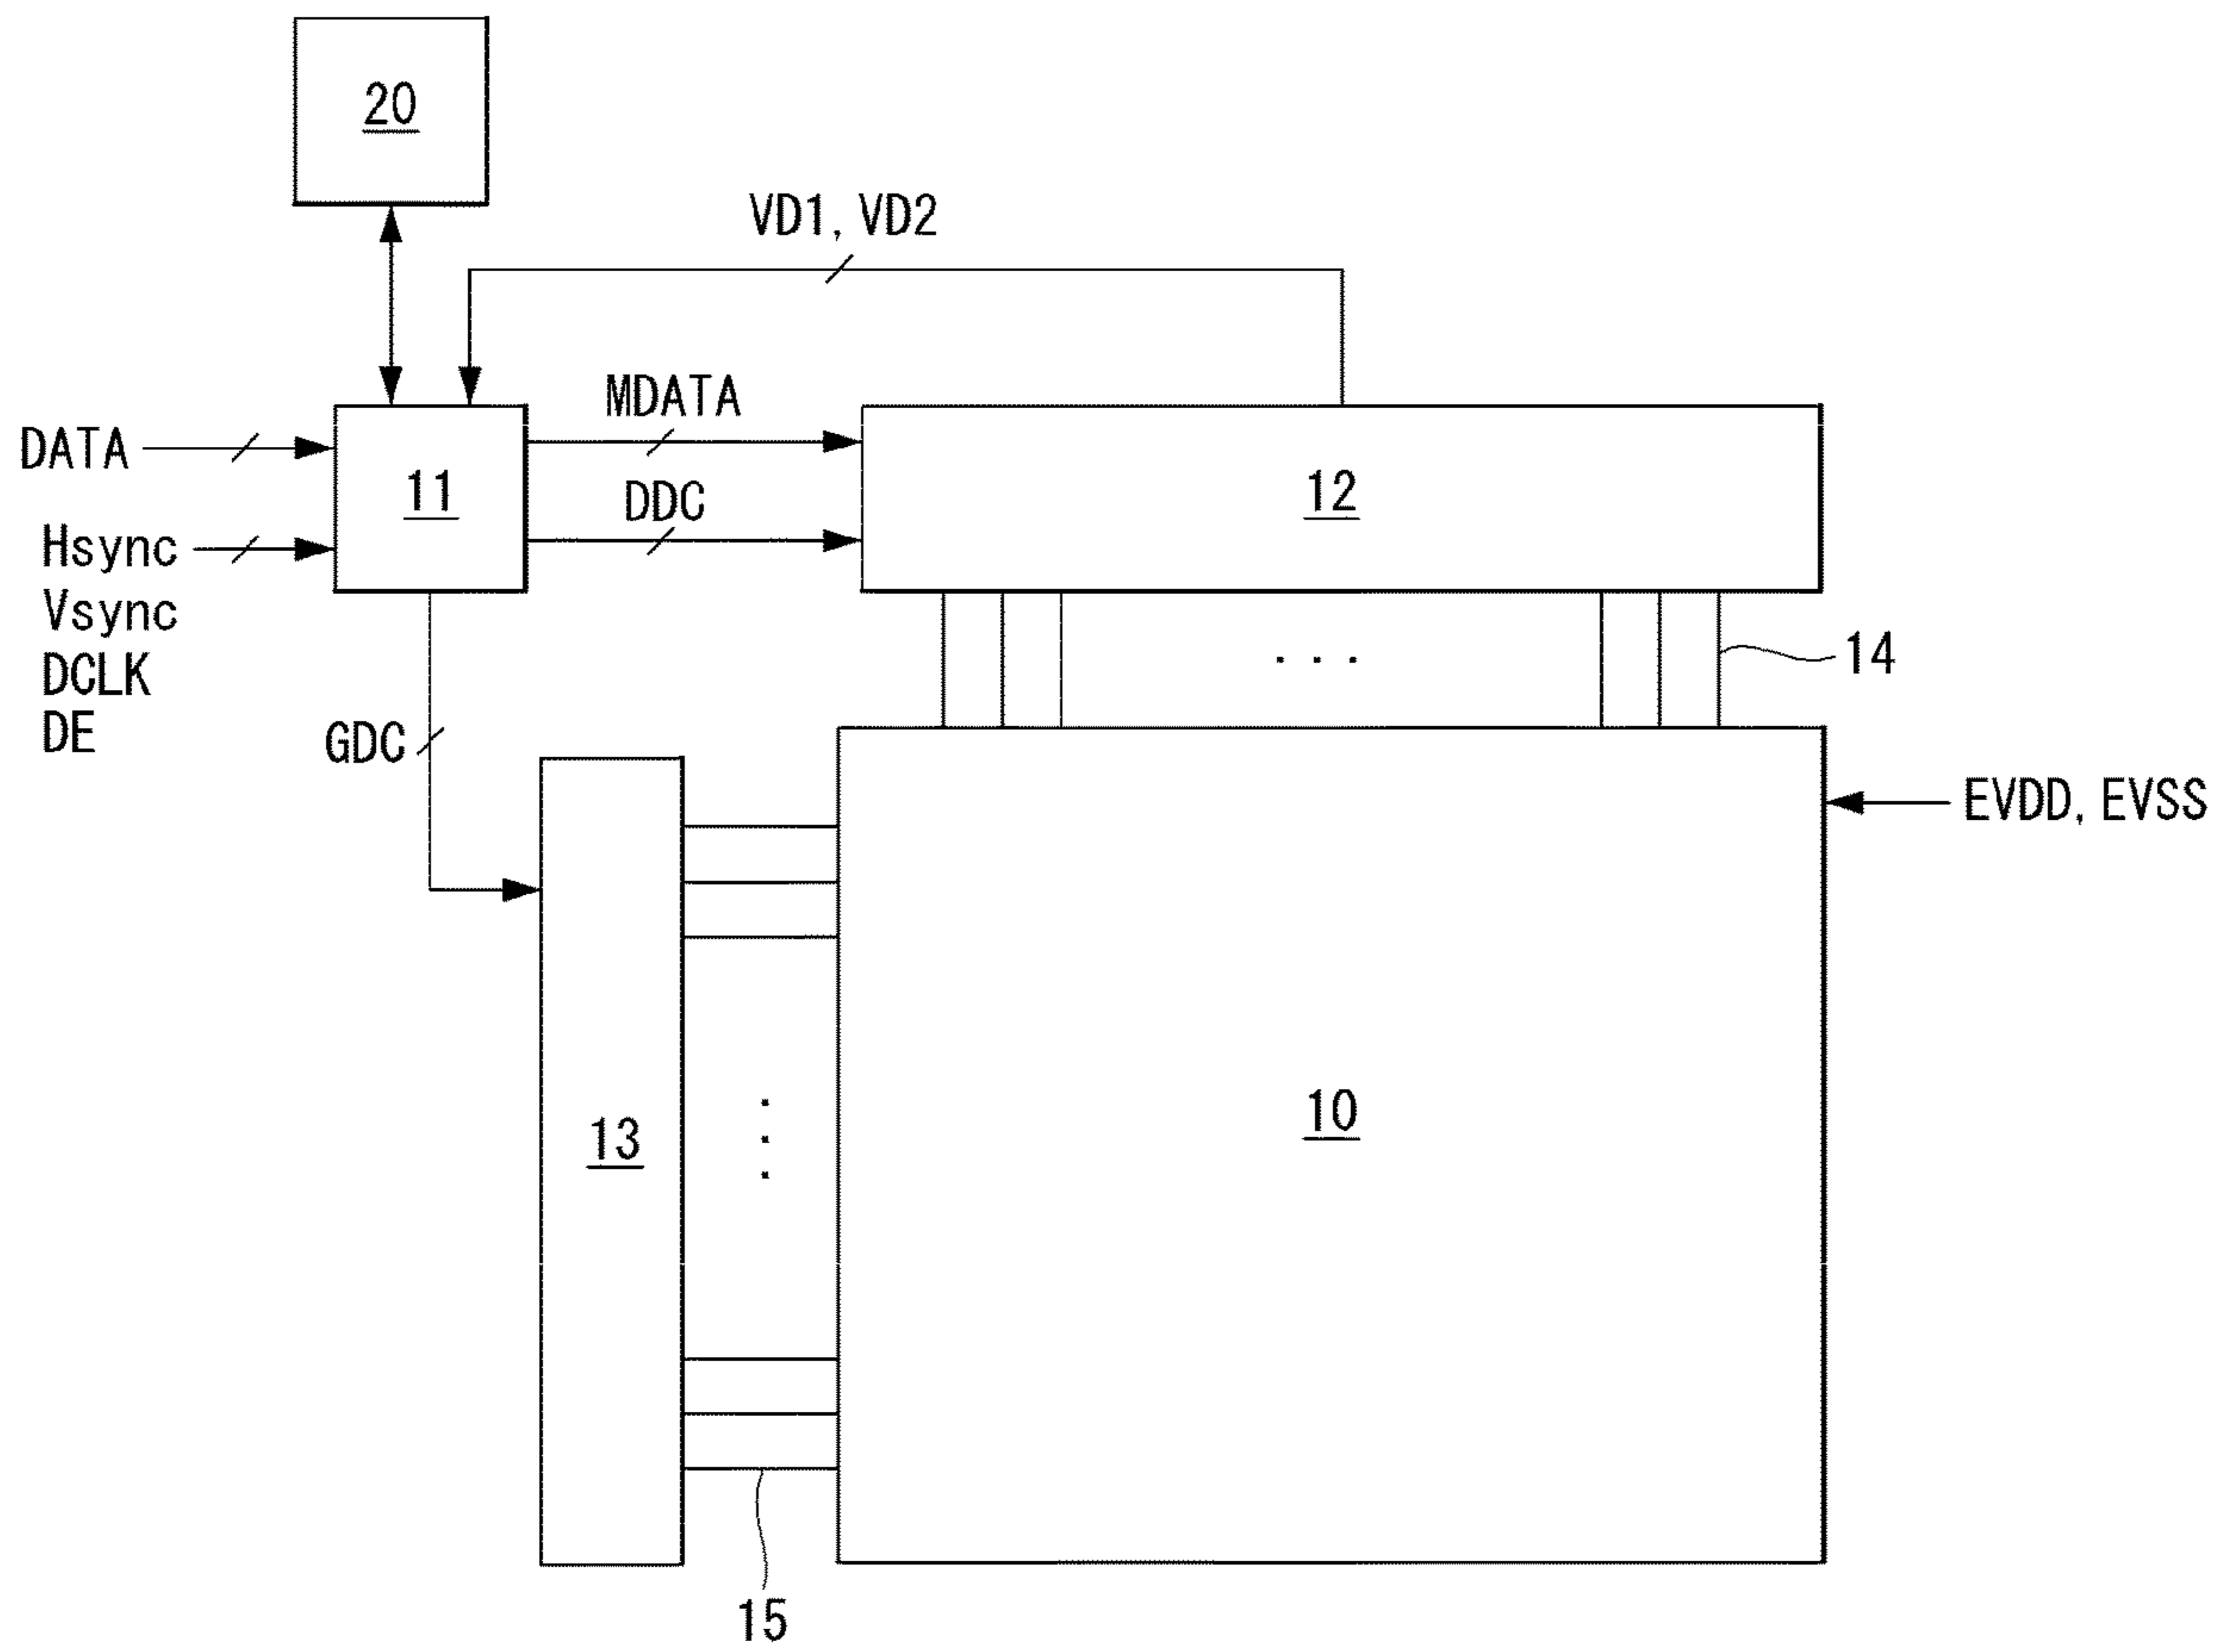 20
VD1, VD2
MDATA
DATA
11
DDC
12
Hsync
Vsync
DCLK
DE
14
GDC
EVDD, EVSS
10
13
15